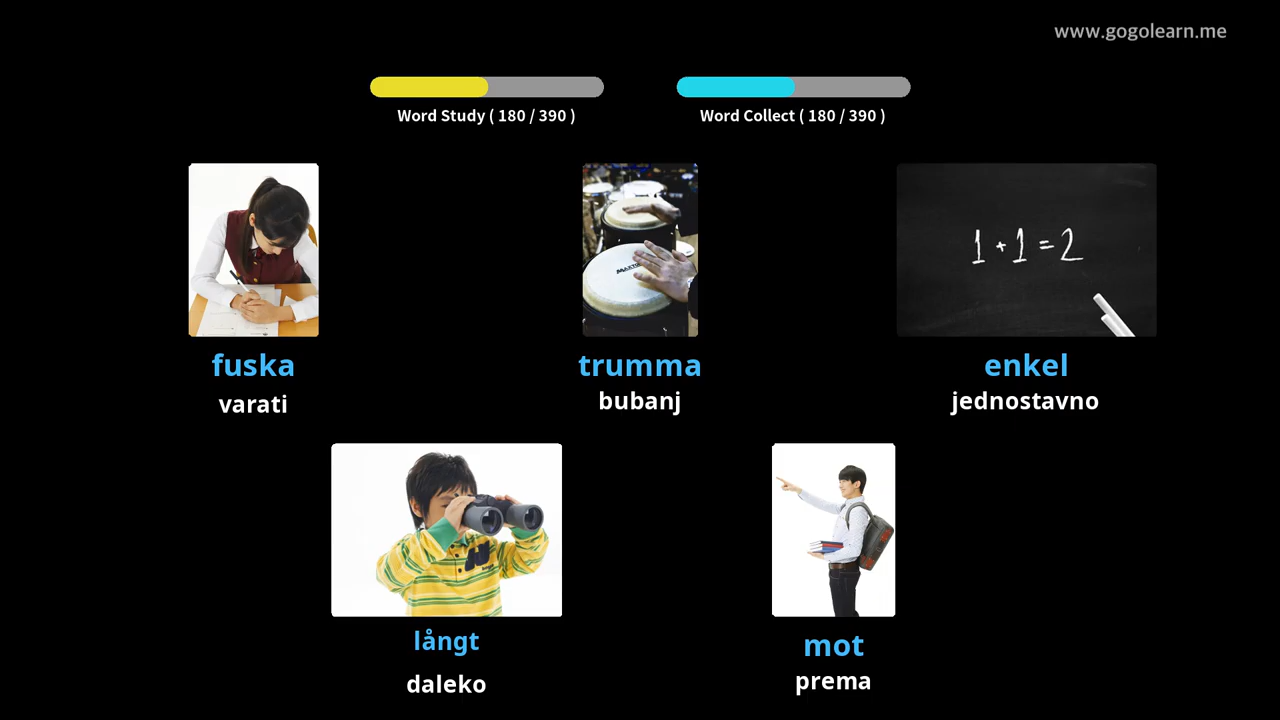 www.gogolearn.me
Word Study ( 180 / 390 )
Word Collect ( 180 / 390 )
1 + 1 = 2
fuska
varati
trumma
bubanj
enkel
jednostavno
långt
daleko
mot
prema